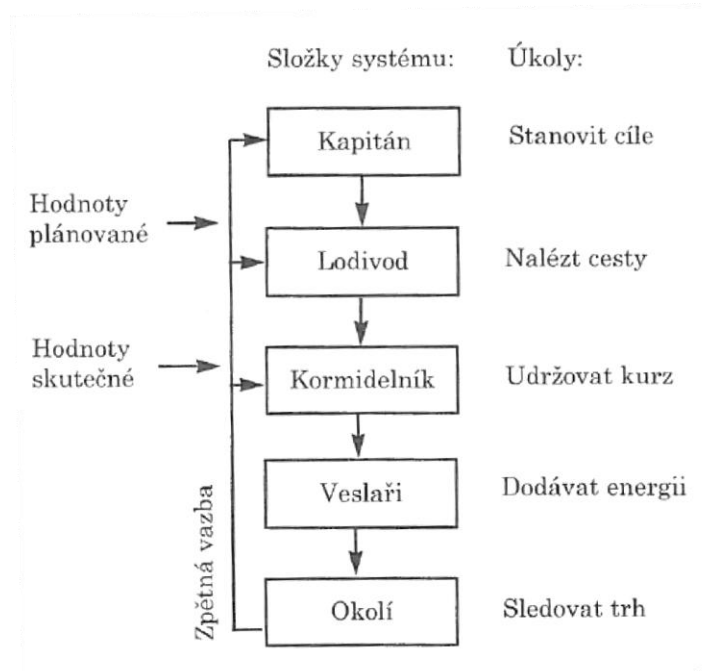 Složky systému: Úkoly:
Kapitán Stanovit cíle
Hodnoty
plánované
Lodivod Nalézt cesty
Hodnoty
skutečné
Kormidelník Udržovat kurz
Veslaři Dodávat energii
Zpětná vazba
Okolí Sledovat trh